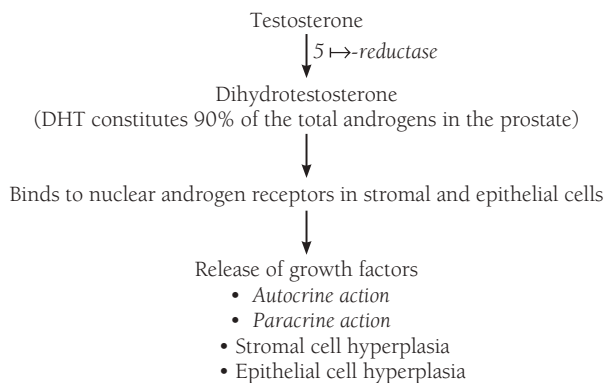 Testosterone
5 ↦-reductase
Dihydrotestosterone
(DHT constitutes 90% of the total androgens in the prostate)
Binds to nuclear androgen receptors in stromal and epithelial cells
Release of growth factors
• Autocrine action
• Paracrine action
• Stromal cell hyperplasia
• Epithelial cell hyperplasia